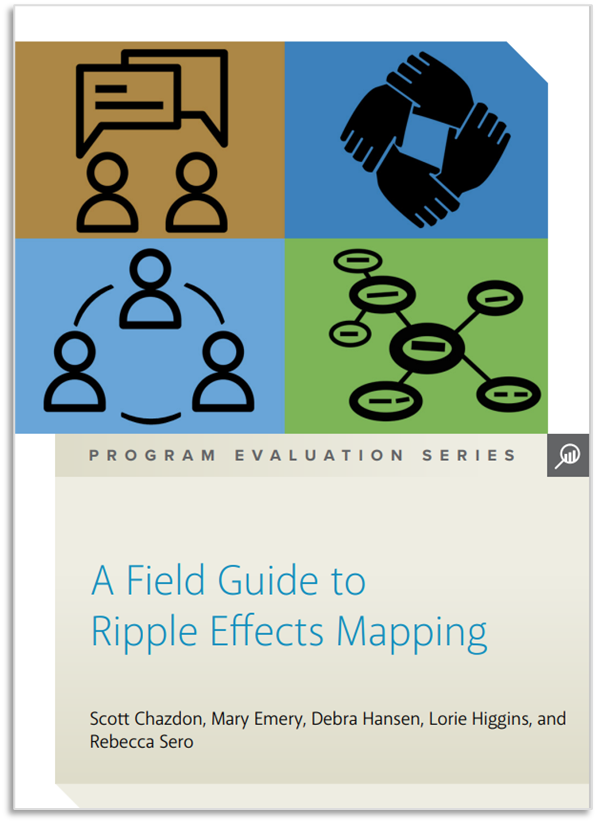 PROGRAM EVALUATION SERIES
A Field Guide to
Ripple Effects Mapping
Scott Chazdon, Mary Emery, Debra Hansen, Lorie Higgins, and
Rebecca Sero